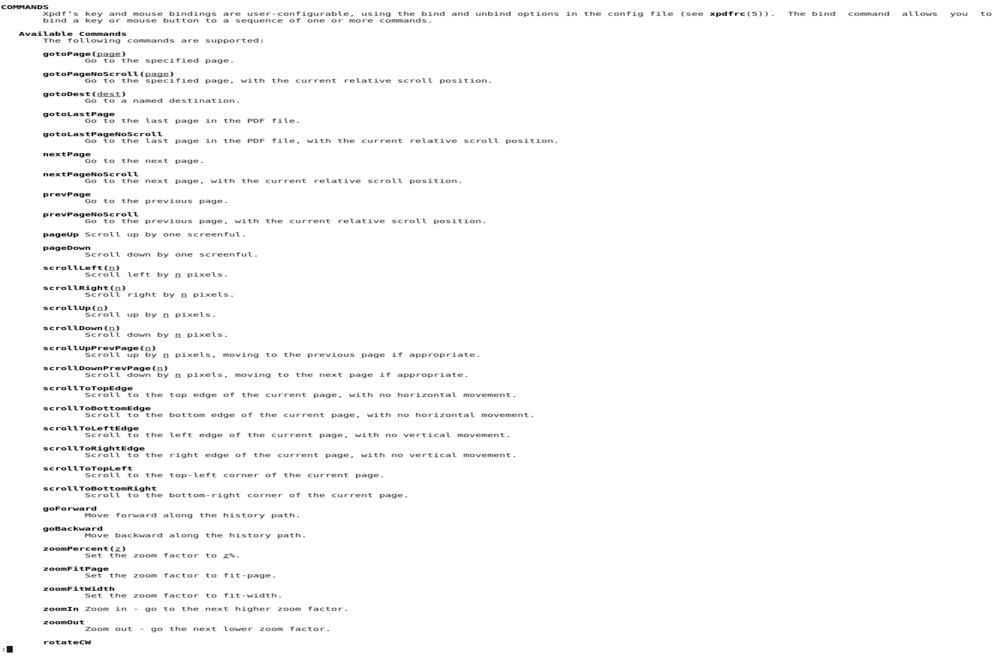 COMMANDS
Xpdf’s key and mouse bindings are user-configurable, using the bind and unbind options in the config file (see xpdfrc(5)).  The bind  command  allows  you  to
bind a key or mouse button to a sequence of one or more commands.
Available Commands
The following commands are supported:
gotoPage(page)
Go to the specified page.
gotoPageNoScroll(page)
Go to the specified page, with the current relative scroll position.
gotoDest(dest)
Go to a named destination.
gotoLastPage
Go to the last page in the PDF file.
gotoLastPageNoScroll
Go to the last page in the PDF file, with the current relative scroll position.
nextPage
Go to the next page.
nextPageNoScroll
Go to the next page, with the current relative scroll position.
prevPage
Go to the previous page.
prevPageNoScroll
Go to the previous page, with the current relative scroll position.
pageUp Scroll up by one screenful.
pageDown
Scroll down by one screenful.
scrollLeft(n)
Scroll left by n pixels.
scrollRight(n)
Scroll right by n pixels.
scrollUp(n)
Scroll up by n pixels.
scrollDown(n)
Scroll down by n pixels.
scrollUpPrevPage(n)
Scroll up by n pixels, moving to the previous page if appropriate.
scrollDownPrevPage(n)
Scroll down by n pixels, moving to the next page if appropriate.
scrollToTopEdge
Scroll to the top edge of the current page, with no horizontal movement.
scrollToBottomEdge
Scroll to the bottom edge of the current page, with no horizontal movement.
scrollToLeftEdge
Scroll to the left edge of the current page, with no vertical movement.
scrollToRightEdge
Scroll to the right edge of the current page, with no vertical movement.
scrollToTopLeft
Scroll to the top-left corner of the current page.
scrollToBottomRight
Scroll to the bottom-right corner of the current page.
goForward
Move forward along the history path.
goBackward
Move backward along the history path.
zoomPercent(z)
Set the zoom factor to z%.
zoomFitPage
Set the zoom factor to fit-page.
zoomFitWidth
Set the zoom factor to fit-width.
zoomIn Zoom in - go to the next higher zoom factor.
zoomOut
Zoom out - go the next lower zoom factor.
rotateCW
: